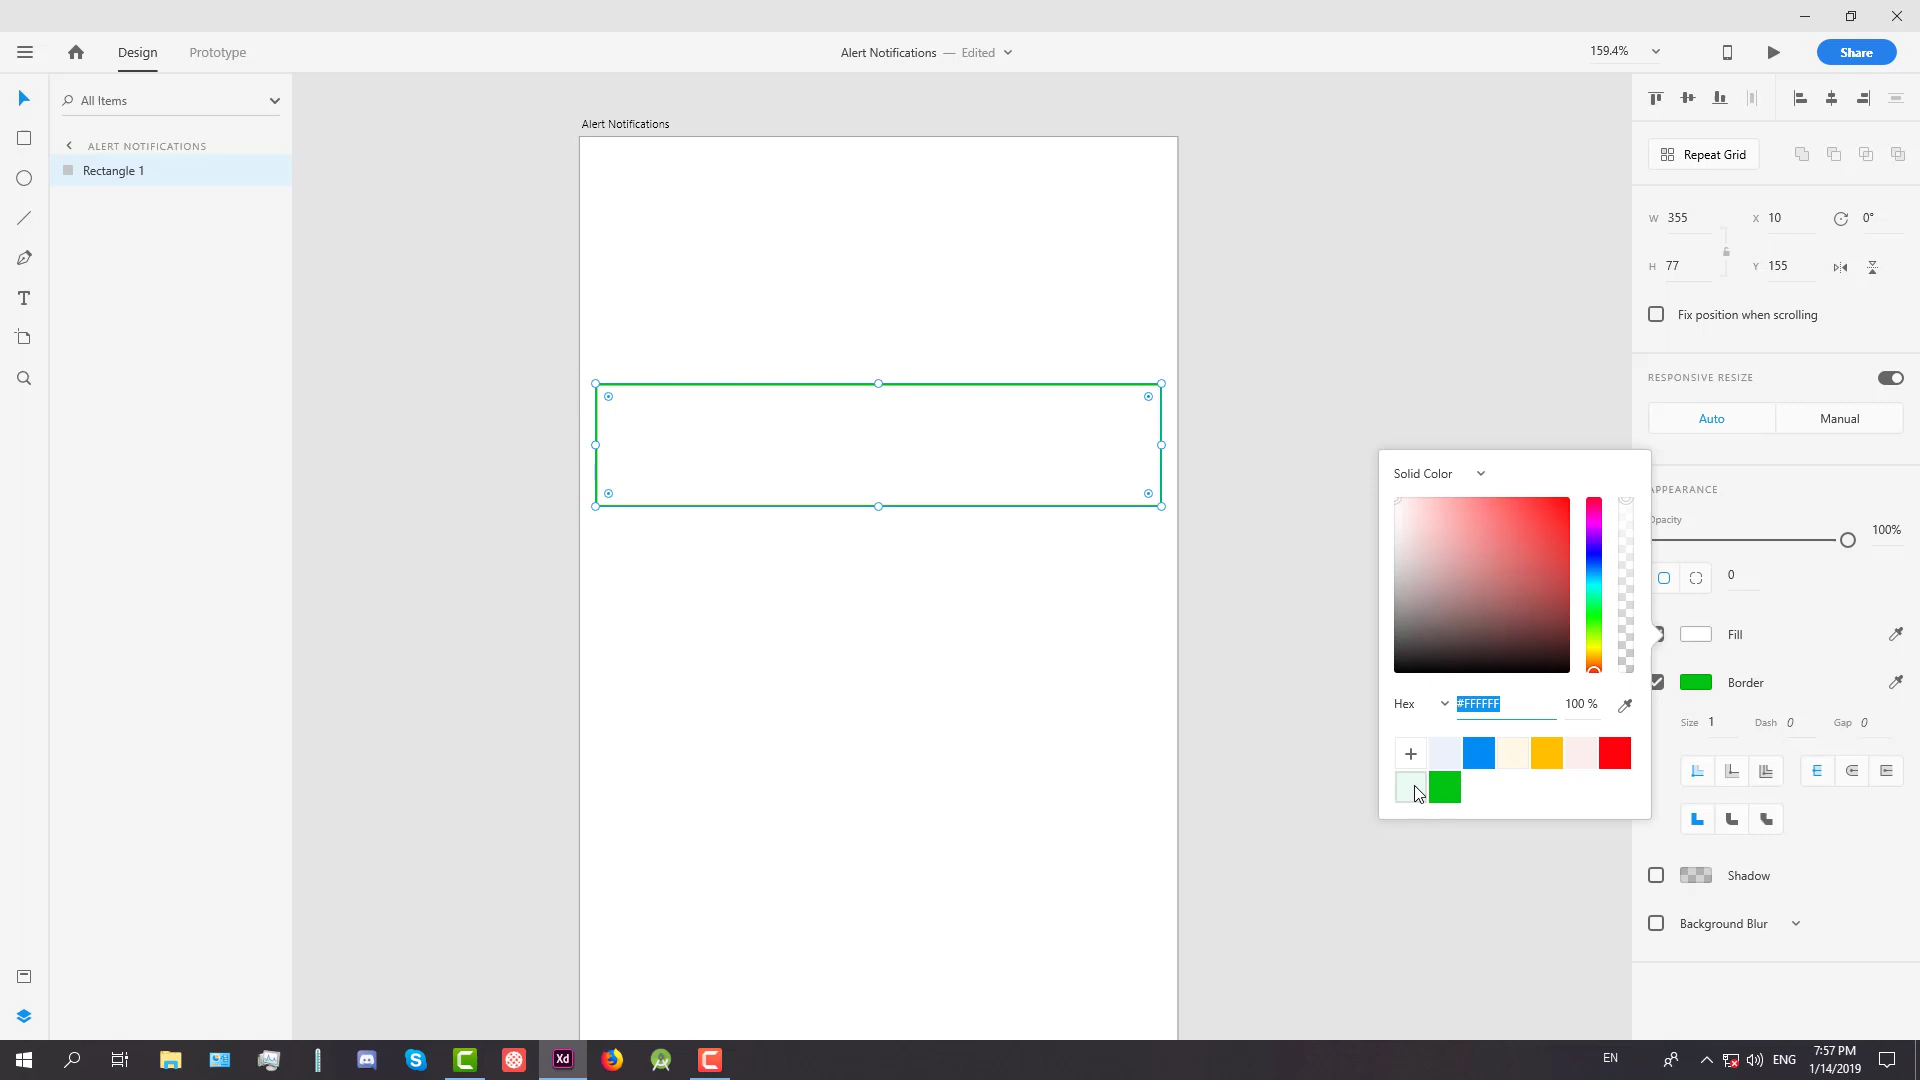 Design
Prototype
Alert Notifications — Edited
159.4%
Share
All Items
ALERT NOTIFICATIONS
Rectangle 1
Alert Notifications
Repeat Grid
W 355
X 10
0°
H 77
Y 155
Fix position when scrolling
RESPONSIVE RESIZE
Auto
Manual
APPEARANCE
Opacity
100%
0
Fill
Border
Size 1
Dash 0
Gap 0
Shadow
Background Blur
Solid Color
Hex
#FFFFFF
100 %
Xd
EN
ENG
7:57 PM
1/14/2019